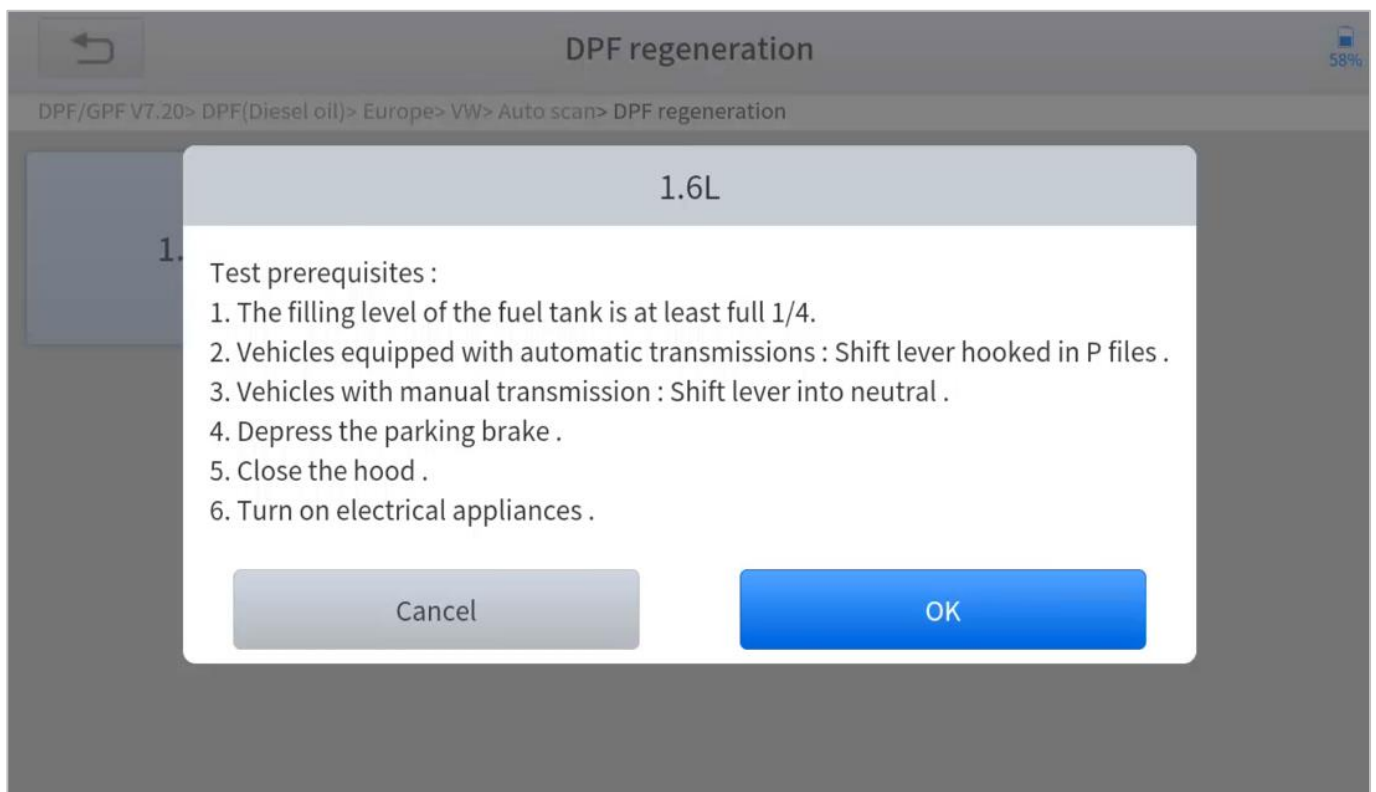 DPF regeneration
58%
DPF/GPF V7.20> DPF(Diesel oil)> Europe> VW> Auto scan> DPF regeneration
1.6L
1.
Test prerequisites :
1. The filling level of the fuel tank is at least full 1/4.
2. Vehicles equipped with automatic transmissions : Shift lever hooked in P files .
3. Vehicles with manual transmission : Shift lever into neutral .
4. Depress the parking brake .
5. Close the hood .
6. Turn on electrical appliances .
Cancel
OK